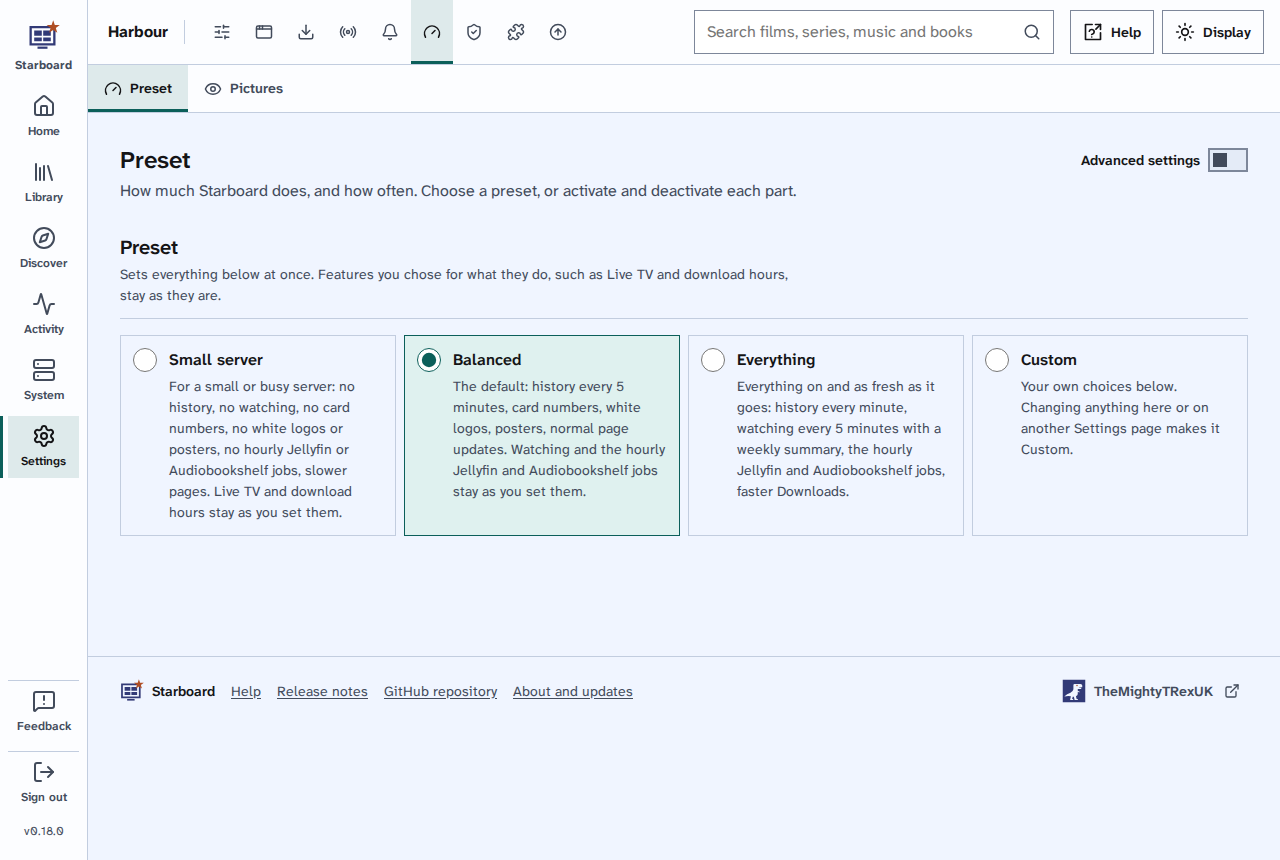 Starboard
Home
Library
Discover
Activity
System
Settings
Feedback
Sign out
v0.18.0
Harbour
Search films, series, music and books
Help
Display
Preset
Pictures
Preset
Advanced settings
How much Starboard does, and how often. Choose a preset, or activate and deactivate each part.
Preset
Sets everything below at once. Features you chose for what they do, such as Live TV and download hours,
stay as they are.
Small server
For a small or busy server: no
history, no watching, no card
numbers, no white logos or
posters, no hourly Jellyfin or
Audiobookshelf jobs, slower
pages. Live TV and download
hours stay as you set them.
Balanced
The default: history every 5
minutes, card numbers, white
logos, posters, normal page
updates. Watching and the hourly
Jellyfin and Audiobookshelf jobs
stay as you set them.
Everything
Everything on and as fresh as it
goes: history every minute,
watching every 5 minutes with a
weekly summary, the hourly
Jellyfin and Audiobookshelf jobs,
faster Downloads.
Custom
Your own choices below.
Changing anything here or on
another Settings page makes it
Custom.
Starboard
Help
Release notes
GitHub repository
About and updates
TheMightyTRexUK